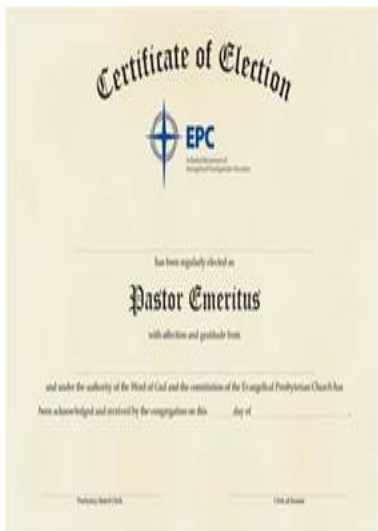 Certificate of Election
EPC
has been regularly elected as
Pastor Emeritus
with affection and gratitude from
and under the authority of the Word of God and the constitution of the Evangelical Presbyterian Church has
been acknowledged and received by the congregation on this day of .
Clerk of Session